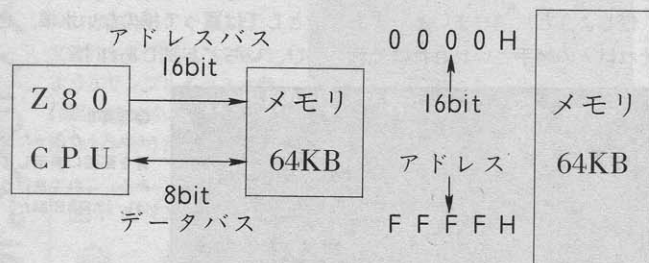 アドレスバス
16bit
Z80
CPU
メモリ
64KB
8bit
データバス
0000H
16bit
アドレス
FFFFH
メモリ
64KB